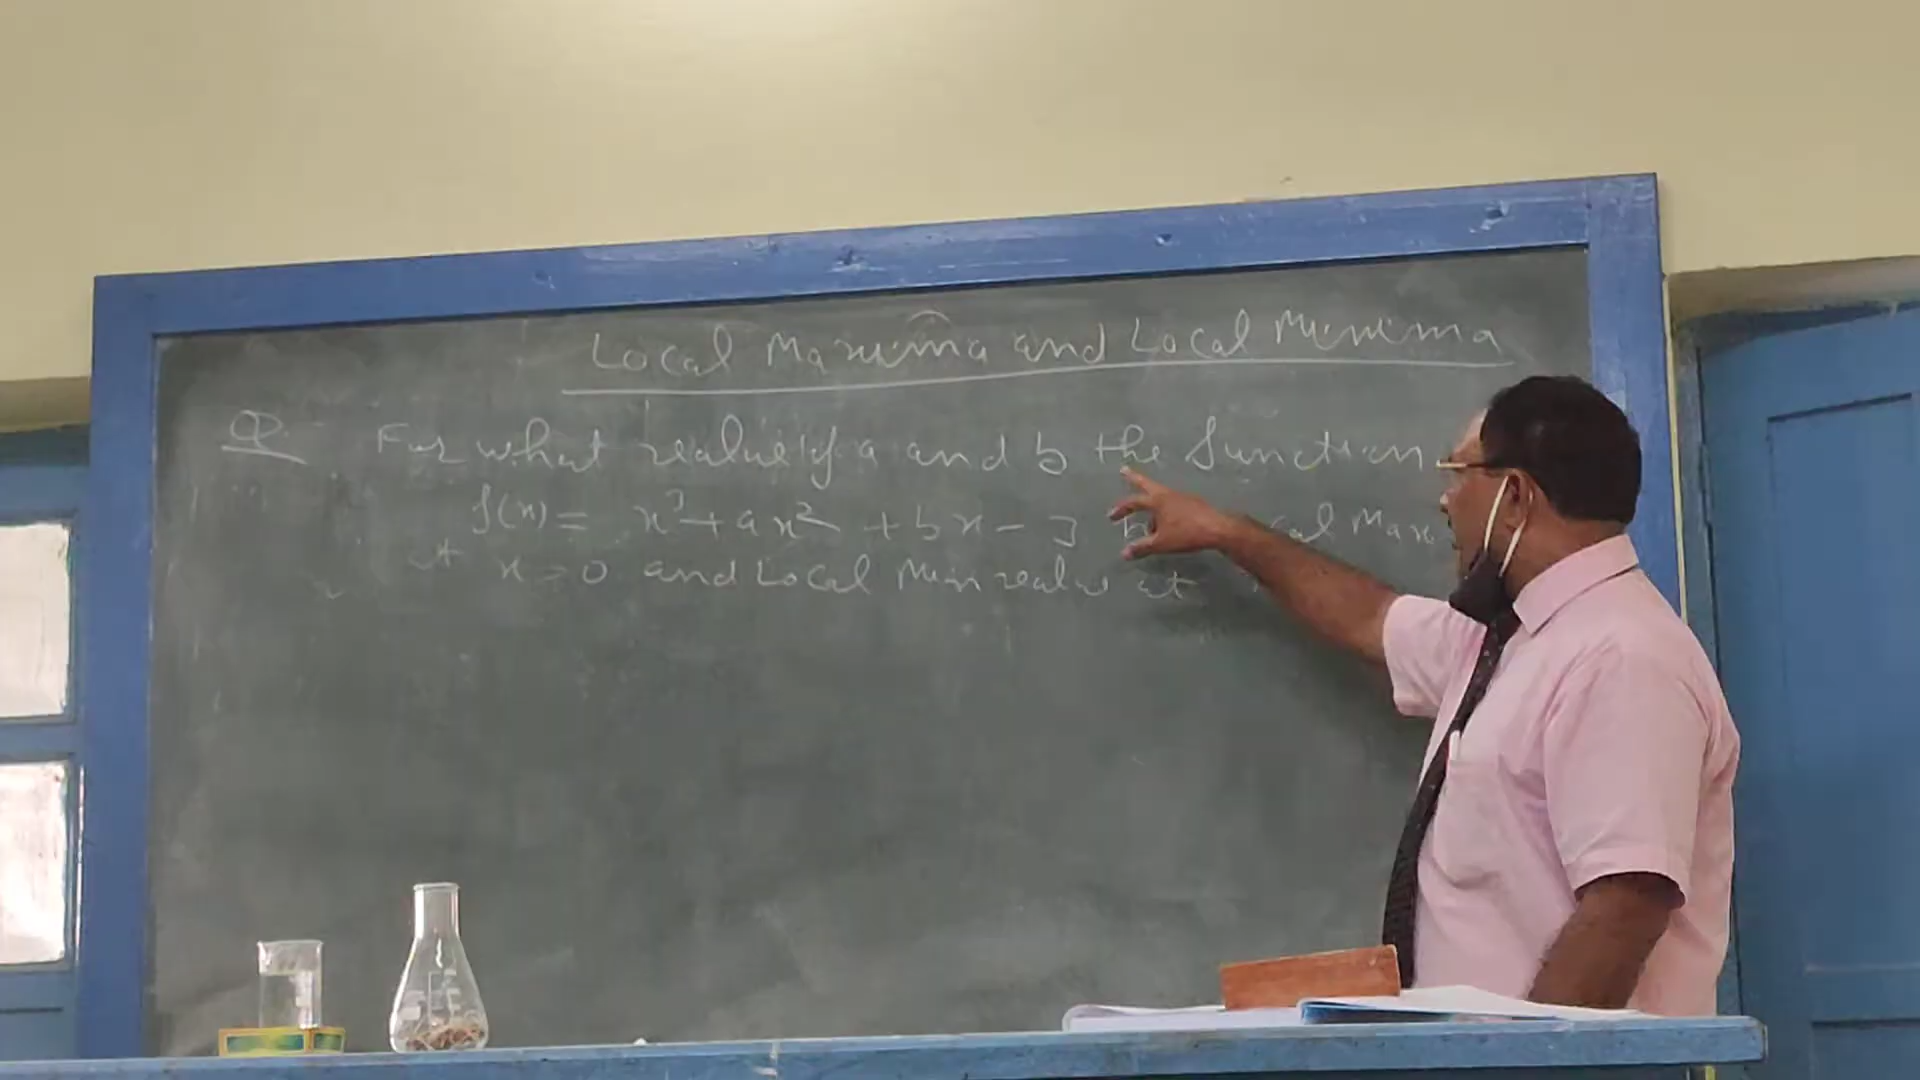 Local Maxima and Local Minima
Q. For what value of a and b the function
f(x) = x³ + ax² + bx - 3 Max
at x = 0 and Local Min value at